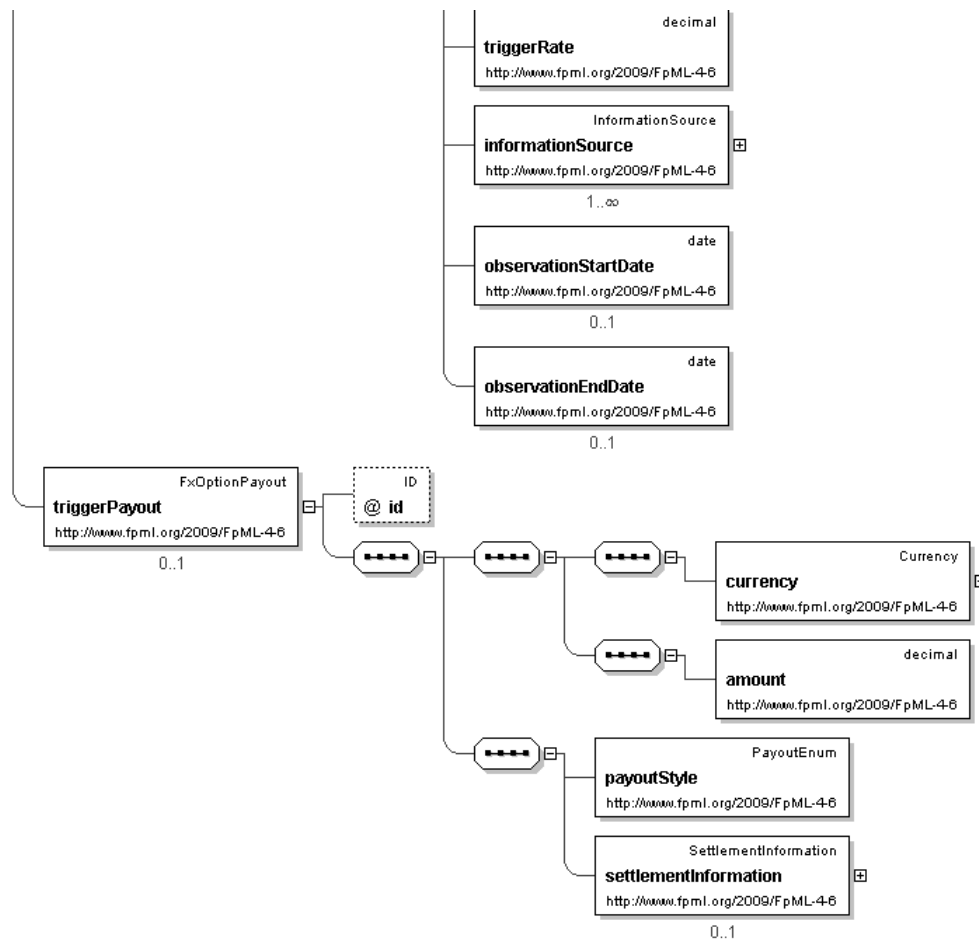 decimal
triggerRate
http://www.fpml.org/2009/FpML-4-6
InformationSource
informationSource
http://www.fpml.org/2009/FpML-4-6
1..∞
date
observationStartDate
http://www.fpml.org/2009/FpML-4-6
0..1
date
observationEndDate
http://www.fpml.org/2009/FpML-4-6
0..1
FxOptionPayout
triggerPayout
http://www.fpml.org/2009/FpML-4-6
0..1
ID
@ id
Currency
currency
http://www.fpml.org/2009/FpML-4-6
decimal
amount
http://www.fpml.org/2009/FpML-4-6
PayoutEnum
payoutStyle
http://www.fpml.org/2009/FpML-4-6
SettlementInformation
settlementInformation
http://www.fpml.org/2009/FpML-4-6
0..1